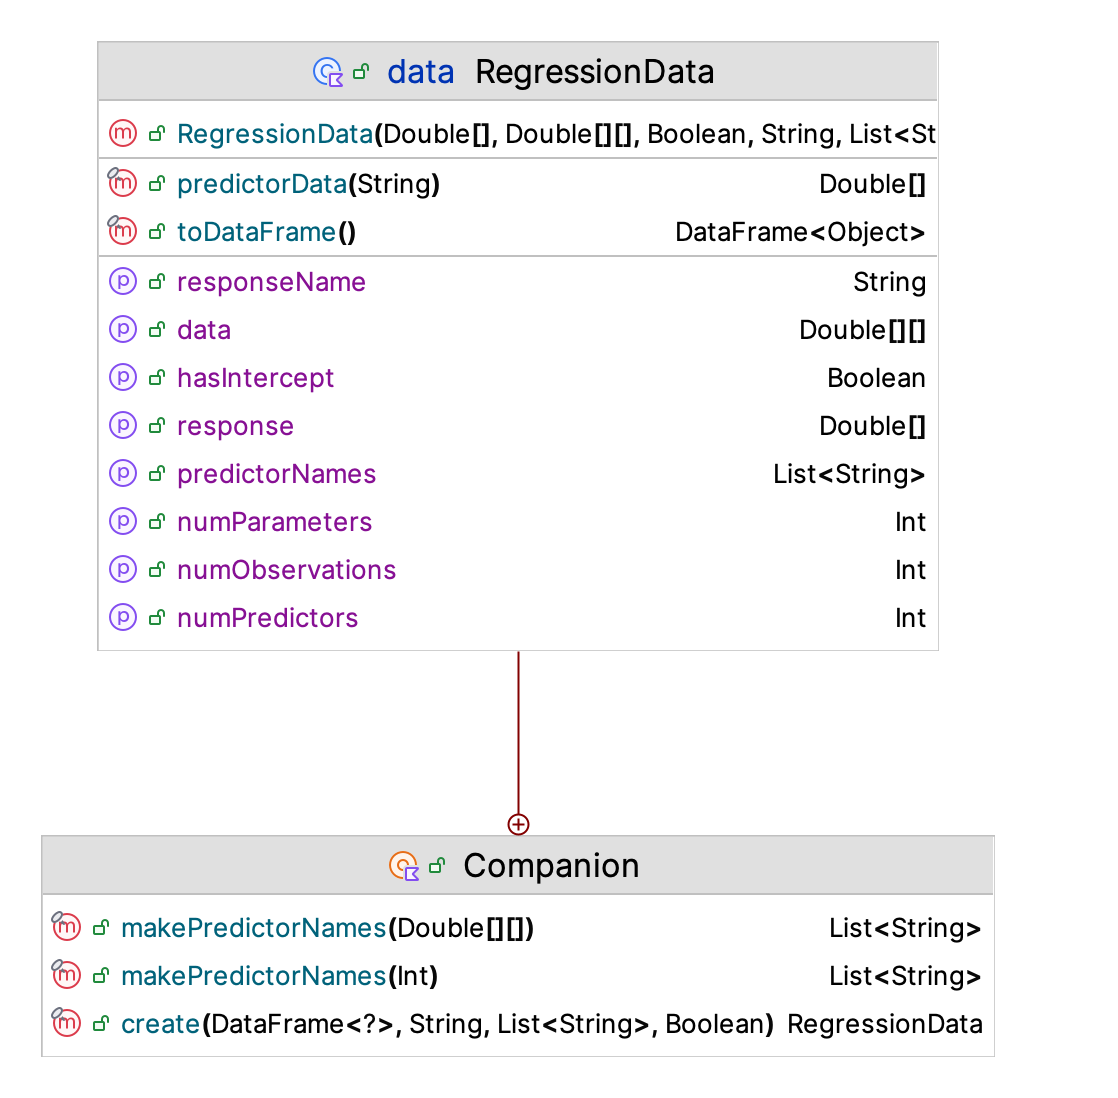 data RegressionData
RegressionData(Double[], Double[][], Boolean, String, List<St
predictorData(String) Double[]
toDataFrame() DataFrame<Object>
responseName String
data Double[][]
hasIntercept Boolean
response Double[]
predictorNames List<String>
numParameters Int
numObservations Int
numPredictors Int
Companion
makePredictorNames(Double[][]) List<String>
makePredictorNames(Int) List<String>
create(DataFrame<?>, String, List<String>, Boolean) RegressionData